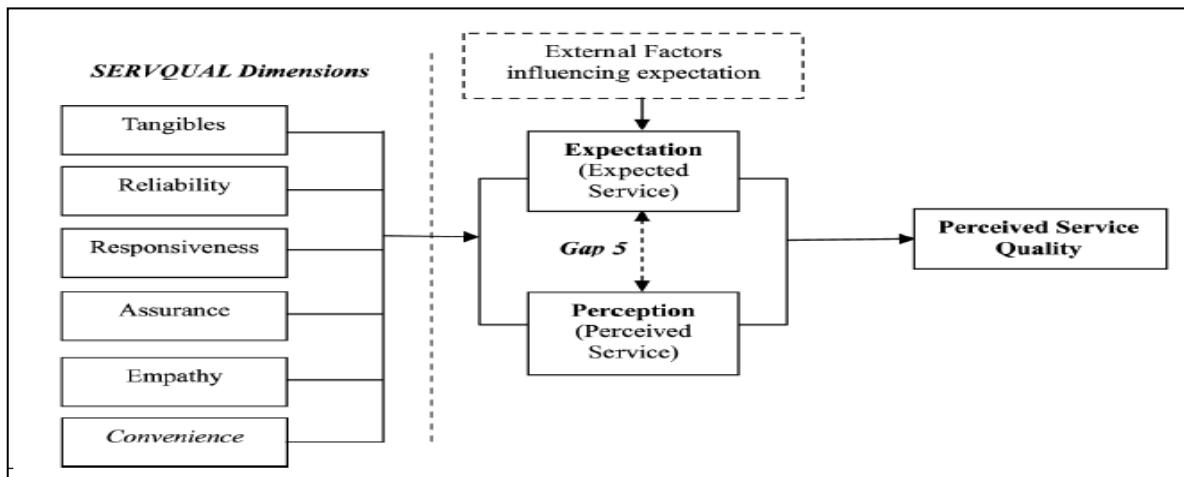 SERVQUAL Dimensions
Tangibles
Reliability
Responsiveness
Assurance
Empathy
Convenience
External Factors
influencing expectation
Expectation
(Expected
Service)
Gap 5
Perception
(Perceived
Service)
Perceived Service
Quality